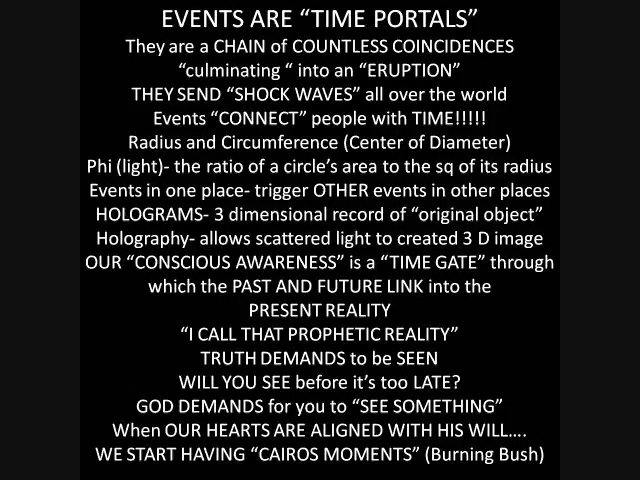 EVENTS ARE “TIME PORTALS”
They are a CHAIN of COUNTLESS COINCIDENCES
“culminating “ into an “ERUPTION”
THEY SEND “SHOCK WAVES” all over the world
Events “CONNECT” people with TIME!!!!!
Radius and Circumference (Center of Diameter)
Phi (light)- the ratio of a circle’s area to the sq of its radius
Events in one place- trigger OTHER events in other places
HOLOGRAMS- 3 dimensional record of “original object”
Holography- allows scattered light to created 3 D image
OUR “CONSCIOUS AWARENESS” is a “TIME GATE” through
which the PAST AND FUTURE LINK into the
PRESENT REALITY
“I CALL THAT PROPHETIC REALITY”
TRUTH DEMANDS to be SEEN
WILL YOU SEE before it’s too LATE?
GOD DEMANDS for you to “SEE SOMETHING”
When OUR HEARTS ARE ALIGNED WITH HIS WILL….
WE START HAVING “CAIROS MOMENTS” (Burning Bush)